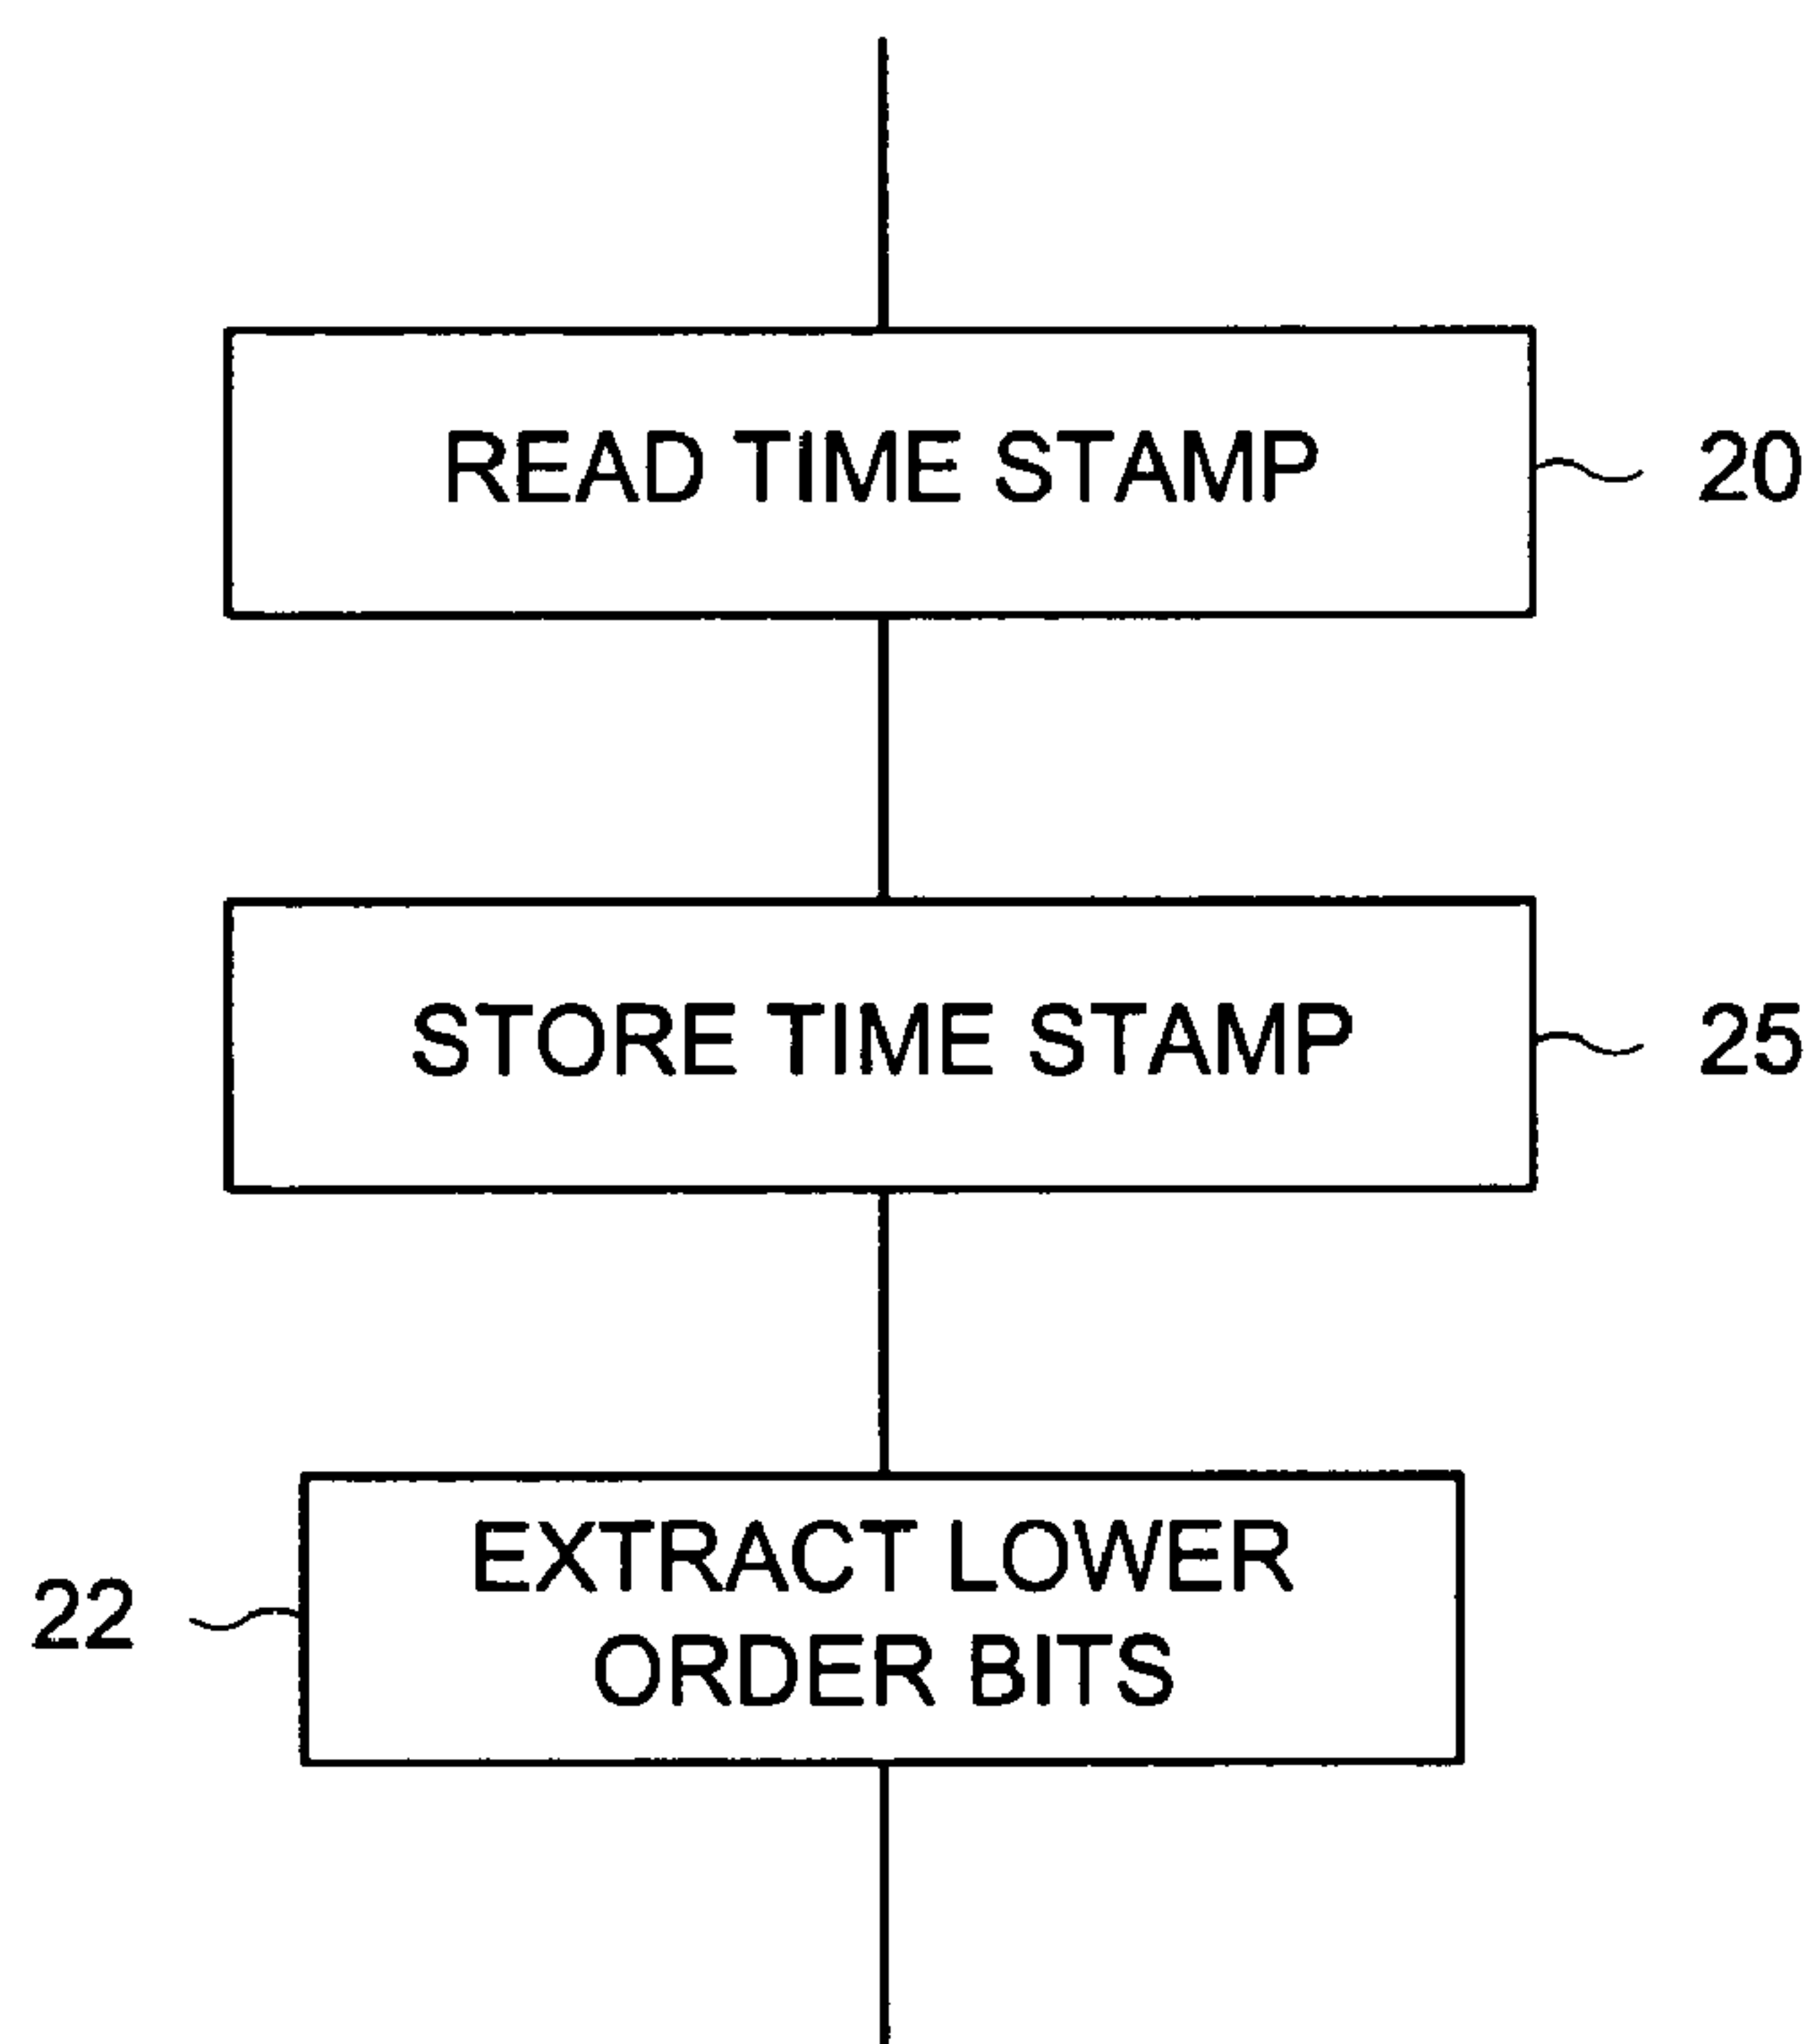 READ TIME STAMP
20
STORE TIME STAMP
25
EXTRACT LOWER
ORDER BITS
22